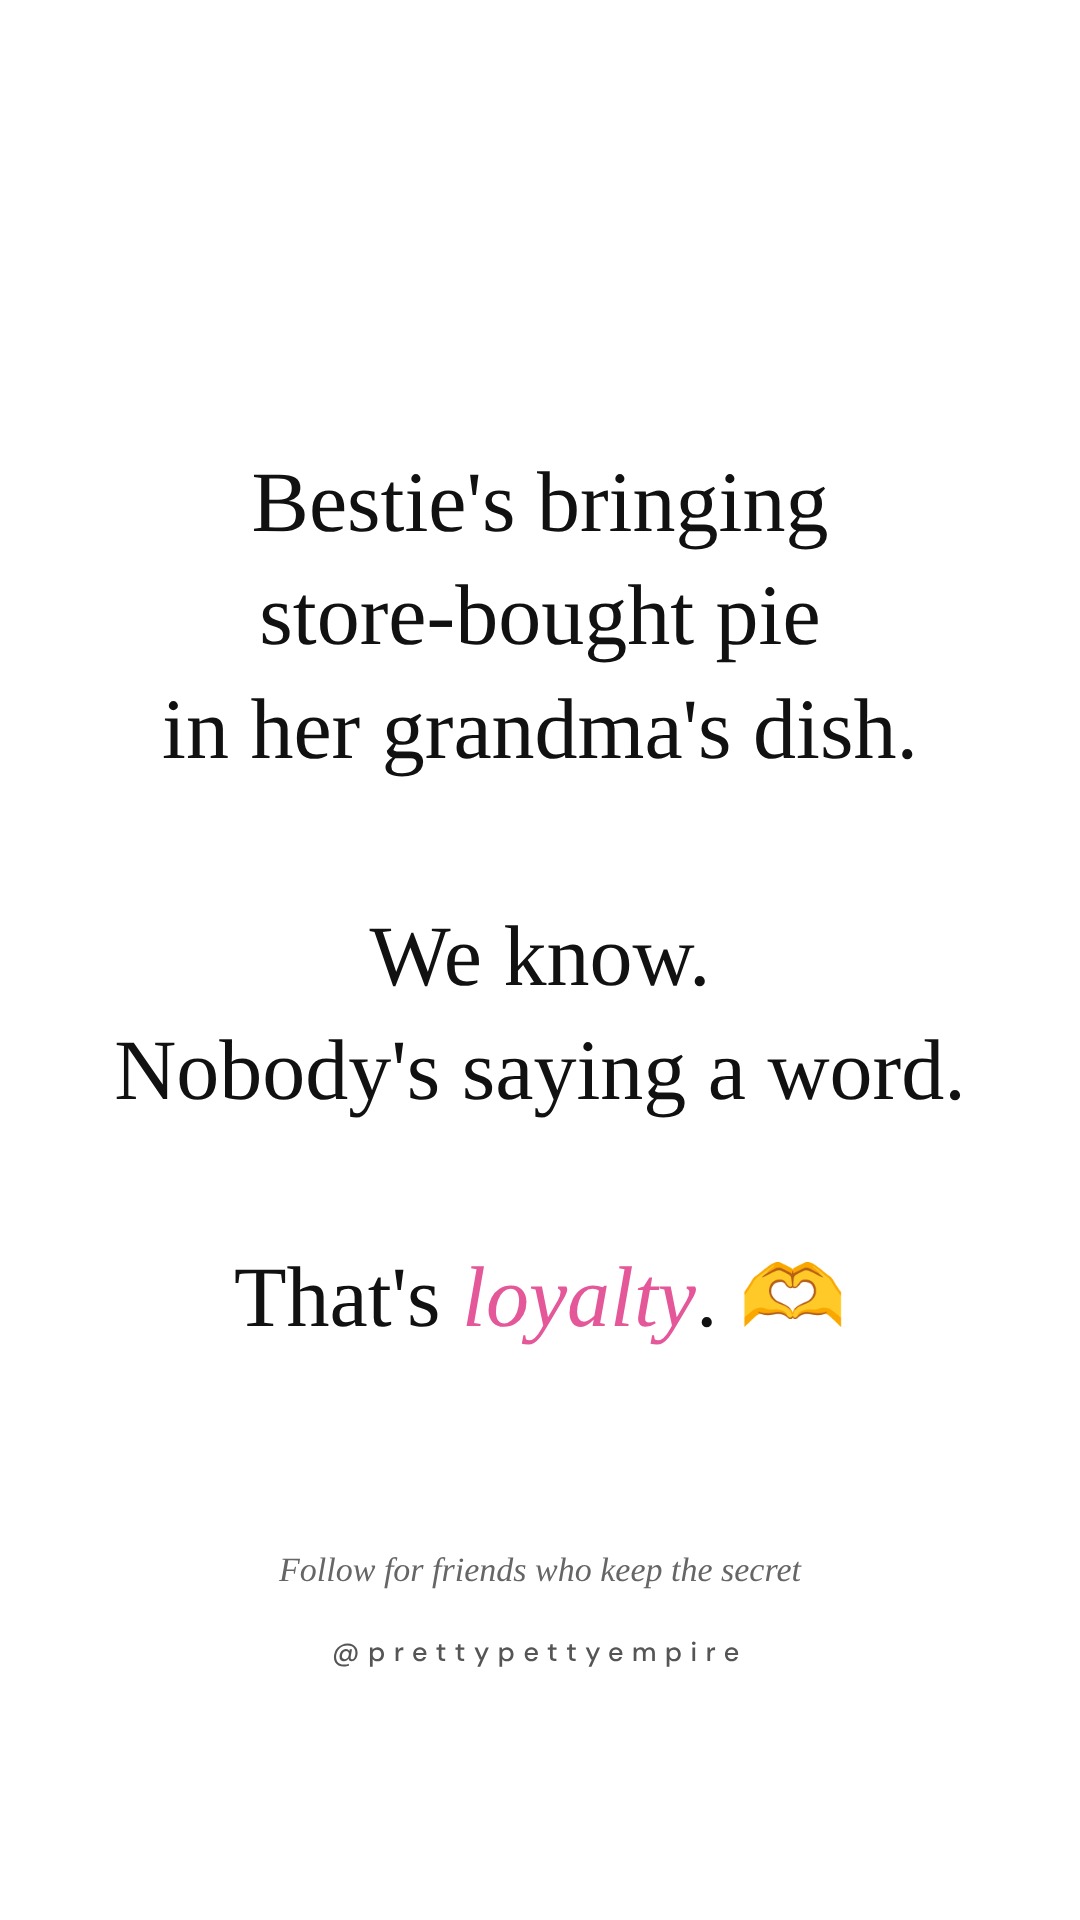 Bestie's bringing
store-bought pie
in her grandma's dish.
We know.
Nobody's saying a word.
That's loyalty. 🫶
Follow for friends who keep the secret
@prettypettyempire